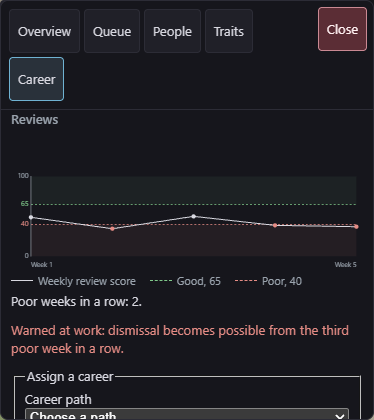 Overview Queue People Traits Close
Career
Reviews
100
65
40
0
Week 1 Week 5
Weekly review score Good, 65 Poor, 40
Poor weeks in a row: 2.
Warned at work: dismissal becomes possible from the third
poor week in a row.
Assign a career
Career path
Choose a path